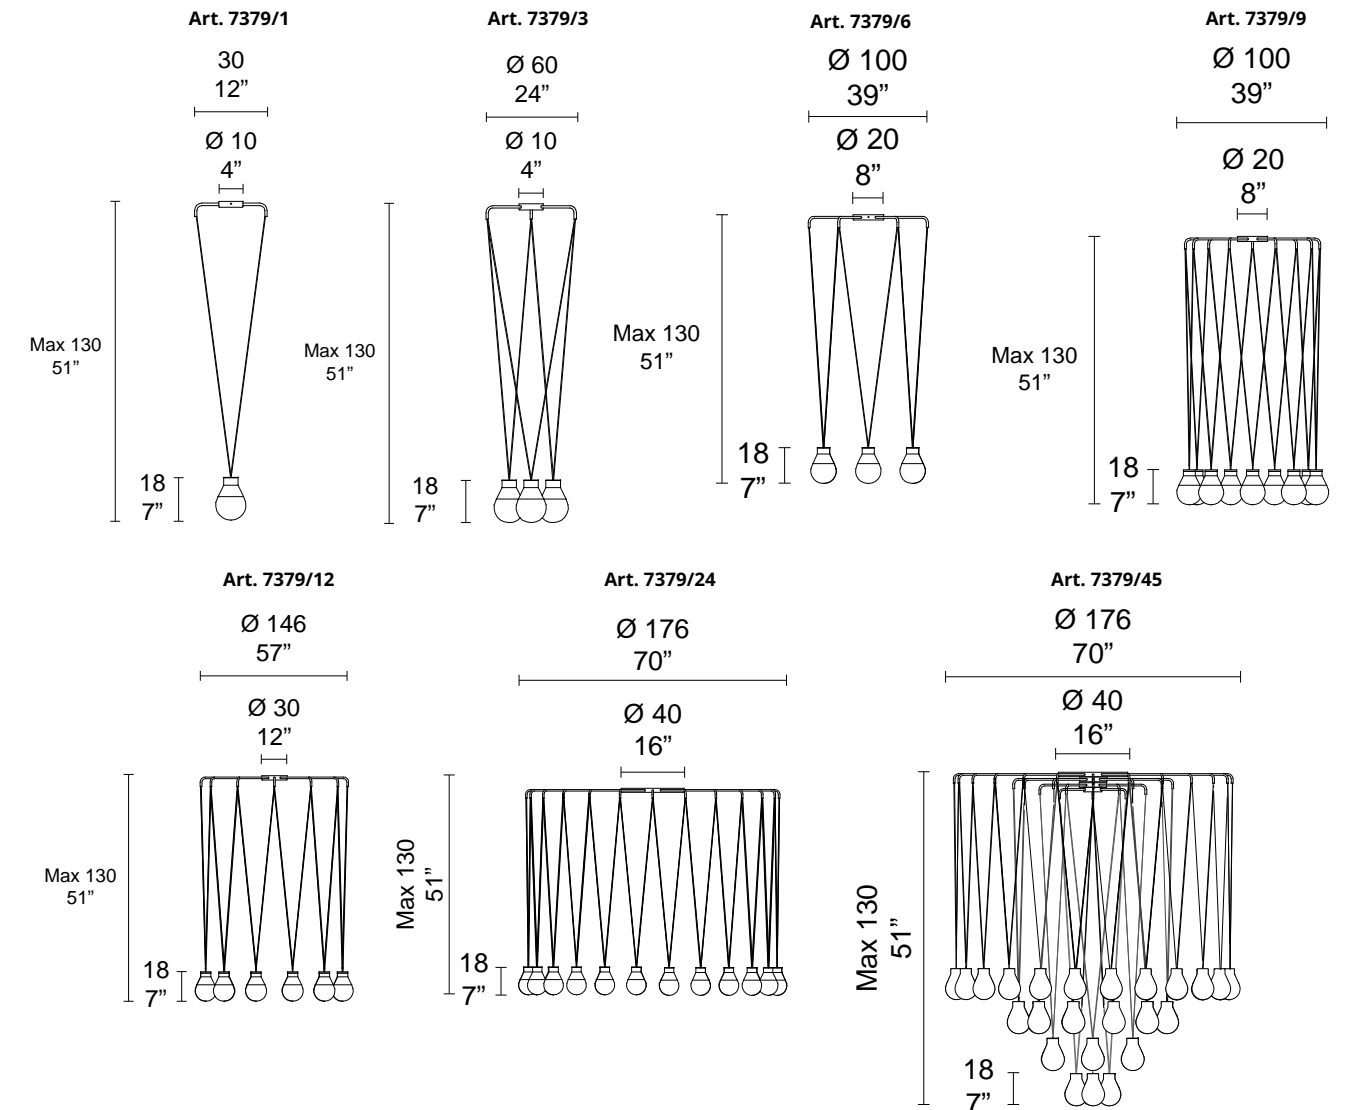 Art. 7379/1
30
12”
Ø 10
4”
Max 130
51”
18
7”
Art. 7379/3
Ø 60
24”
Ø 10
4”
Max 130
51”
18
7”
Art. 7379/6
Ø 100
39”
Ø 20
8”
Max 130
51”
18
7”
Art. 7379/9
Ø 100
39”
Ø 20
8”
Max 130
51”
18
7”
Art. 7379/12
Ø 146
57”
Ø 30
12”
Max 130
51”
18
7”
Art. 7379/24
Ø 176
70”
Ø 40
16”
Max 130
51”
18
7”
Art. 7379/45
Ø 176
70”
Ø 40
16”
Max 130
51”
18
7”